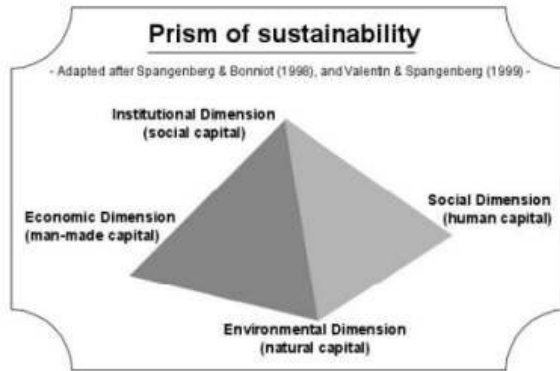 Prism of sustainability
- Adapted after Spangenberg & Bonniot (1998), and Valentin & Spangenberg (1999) -
Institutional Dimension
(social capital)
Social Dimension
(human capital)
Economic Dimension
(man-made capital)
Environmental Dimension
(natural capital)